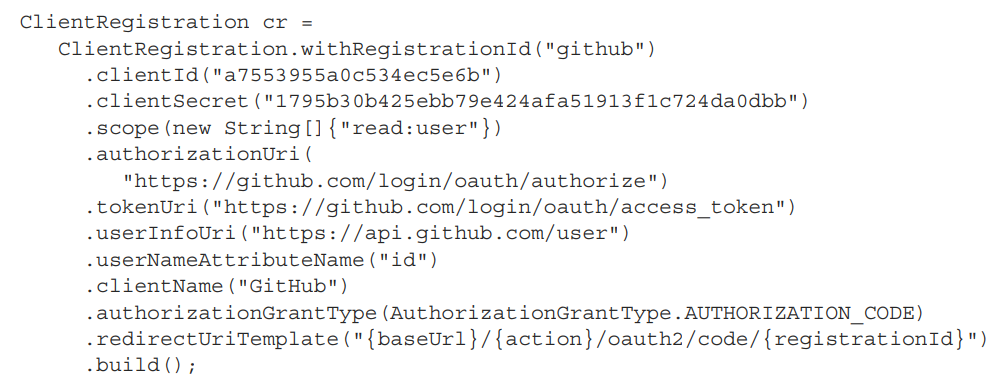 ClientRegistration cr =
ClientRegistration.withRegistrationId("github")
.clientId("a7553955a0c534ec5e6b")
.clientSecret("1795b30b425ebb79e424afa51913f1c724da0dbb")
.scope(new String[]{"read:user"})
.authorizationUri(
"https://github.com/login/oauth/authorize")
.tokenUri("https://github.com/login/oauth/access_token")
.userInfoUri("https://api.github.com/user")
.userNameAttributeName("id")
.clientName("GitHub")
.authorizationGrantType(AuthorizationGrantType.AUTHORIZATION_CODE)
.redirectUriTemplate("{baseUrl}/{action}/oauth2/code/{registrationId}")
.build();